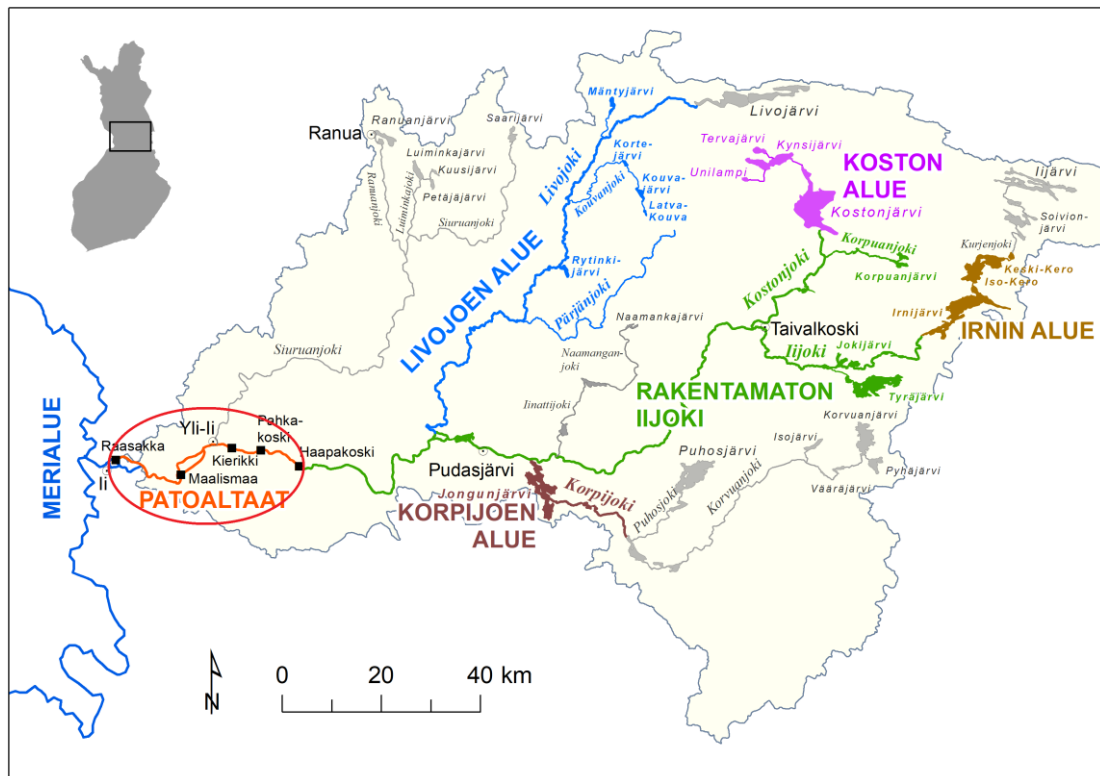 Mäntyjärvi
Livojärvi
Ranuanjärvi
Saarijärvi
Ranua
Luiminkajärvi
Kuusijärvi
Petäjäjärvi
Ranuanjoki
Luiminkajoki
Siuruanjoki
Livojoki
Korte-
järvi
Kouvanjoki
Kouva-
järvi
Latva-
Kouva
Tervajärvi
Kynsijärvi
Unilampi
KOSTON
ALUE
Kostonjärvi
Iijärvi
Soivion-
järvi
Kurjenjoki
Keski-Kero
Iso-Kero
Irnijärvi
IRNIN ALUE
Korpuanjoki
Korpuanjärvi
Kostonjoki
LIVOJOEN ALUE
Rytinki-
järvi
Pärjänjoki
Naamankajärvi
Naamangan-
joki
Iinattijoki
Taivalkoski
Jokijärvi
Iijoki
Tyräjärvi
RAKENTAMATON
IIJOKI
Siuruanjoki
MERIALUE
Yli-Ii
Pahka-
koski
Raasakka
Kierikki
Haapakoski
Ii
Maalismaa
PATOALTAAT
Pudasjärvi
Jongunjärvi
Korpijoki
KORPIJOEN
ALUE
Puhosjärvi
Puhosjoki
Korvuanjoki
Isojärvi
Korvuanjärvi
Pyhäjärvi
Vääräjärvi
N
0 20 40 km